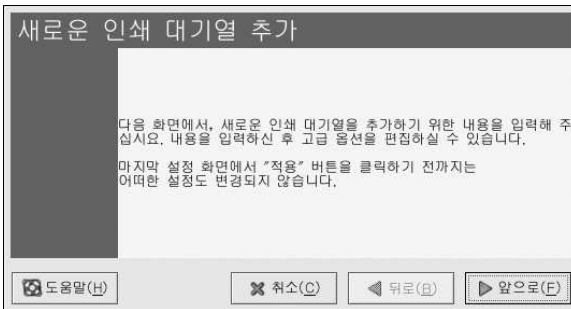 새로운 인쇄 대기열 추가
다음 화면에서, 새로운 인쇄 대기열을 추가하기 위한 내용을 입력해 주
십시요. 내용을 입력하신 후 고급 옵션을 편집하실 수 있습니다.
마지막 설정 화면에서 "적용" 버튼을 클릭하기 전까지는
어떠한 설정도 변경되지 않습니다.
도움말(H) 취소(C) 뒤로(B) 앞으로(F)